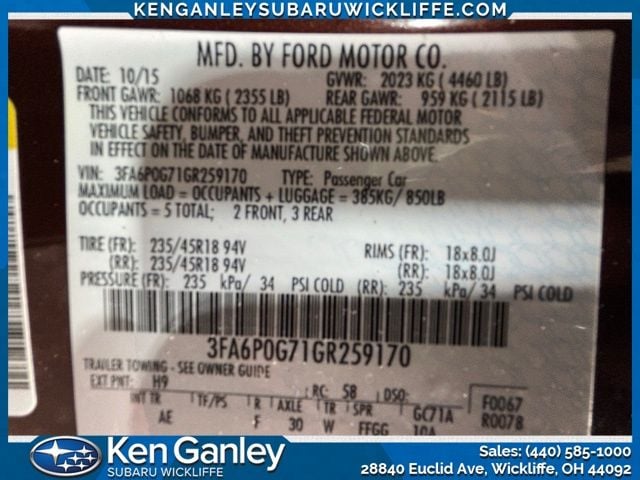 KENGANLEYSUBARUWICKLIFFE.COM
MFD. BY FORD MOTOR CO.
DATE: 10/15 GVWR: 2023 KG ( 4460 LB)
FRONT GAWR: 1068 KG ( 2355 LB) REAR GAWR: 959 KG ( 2115 LB)
THIS VEHICLE CONFORMS TO ALL APPLICABLE FEDERAL MOTOR
VEHICLE SAFETY, BUMPER, AND THEFT PREVENTION STANDARDS
IN EFFECT ON THE DATE OF MANUFACTURE SHOWN ABOVE.
VIN: 3FA6P0G71GR259170 TYPE: Passenger Car
MAXIMUM LOAD = OCCUPANTS + LUGGAGE = 385KG/ 850LB
OCCUPANTS = 5 TOTAL; 2 FRONT, 3 REAR
TIRE (FR): 235/45R18 94V RIMS (FR): 18x8.0J
(RR): 235/45R18 94V (RR): 18x8.0J
PRESSURE (FR): 235 kPa/ 34 PSI COLD (RR): 235 kPa/ 34 PSI COLD
3FA6P0G71GR259170
TRAILER TOWING - SEE OWNER GUIDE
EXT PNT: H9 RC: 58 DSO: F0067
INT TR TP/PS R AXLE TR SPR GC71A R0078
AE F 30 W FFGG 10A
SUBARU
Ken Ganley
SUBARU WICKLIFFE
Sales: (440) 585-1000
28840 Euclid Ave, Wickliffe, OH 44092